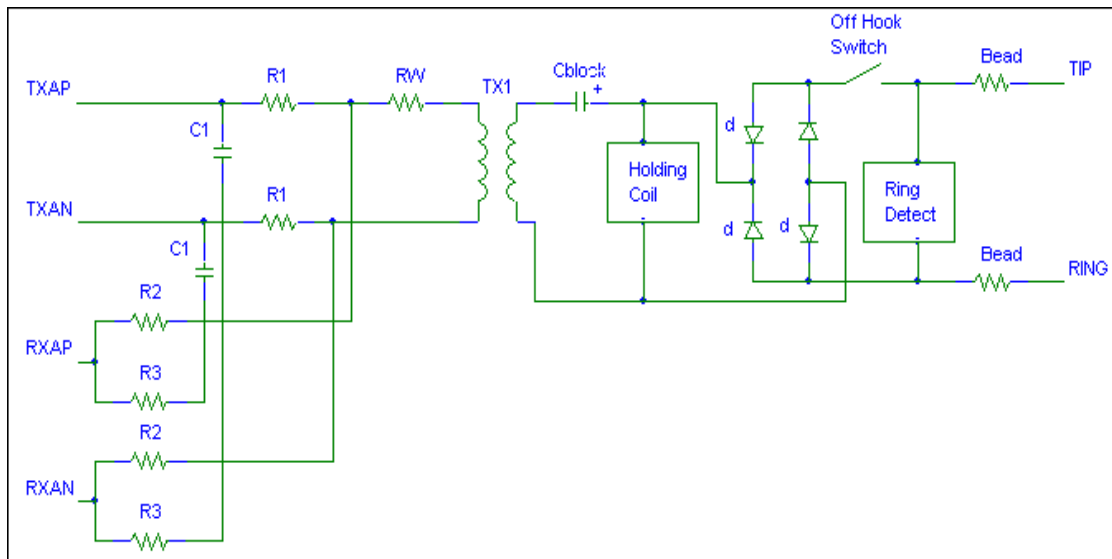 Off Hook
Switch
Bead
TIP
TXAP
R1
RW
TX1
Cblock
+
C1
d
Holding
Coil
Ring
Detect
TXAN
R1
C1
d
d
Bead
RING
R2
RXAP
R3
R2
RXAN
R3